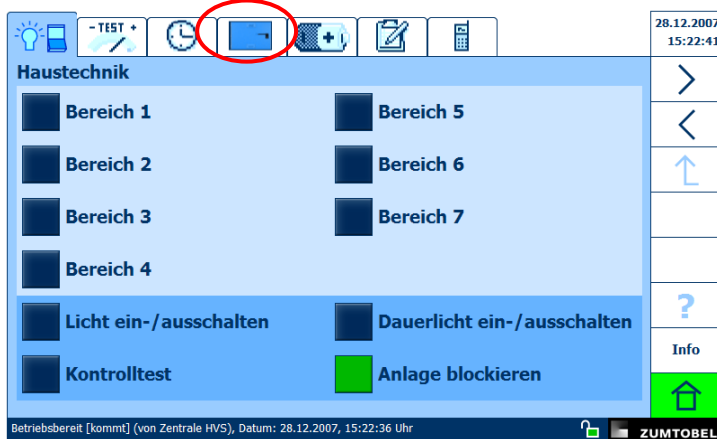 - TEST +
28.12.2007
15:22:41
Haustechnik
Bereich 1
Bereich 5
Bereich 2
Bereich 6
Bereich 3
Bereich 7
Bereich 4
Licht ein-/ausschalten
Dauerlicht ein-/ausschalten
Kontrolltest
Anlage blockieren
?
Info
Betriebsbereit [kommt] (von Zentrale HVS), Datum: 28.12.2007, 15:22:36 Uhr
ZUMTOBEL